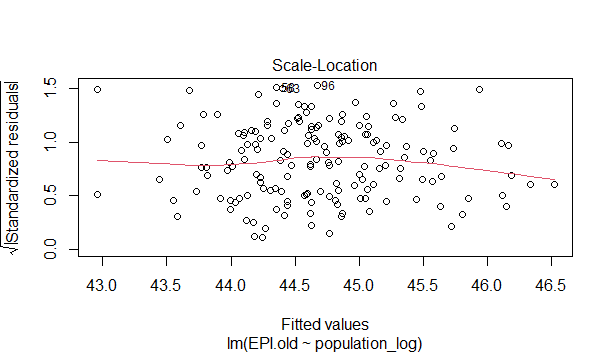 Scale-Location
√|Standardized residuals|
1.5
1.0
0.5
0.0
96
43.0 43.5 44.0 44.5 45.0 45.5 46.0 46.5
Fitted values
lm(EPI.old ~ population_log)